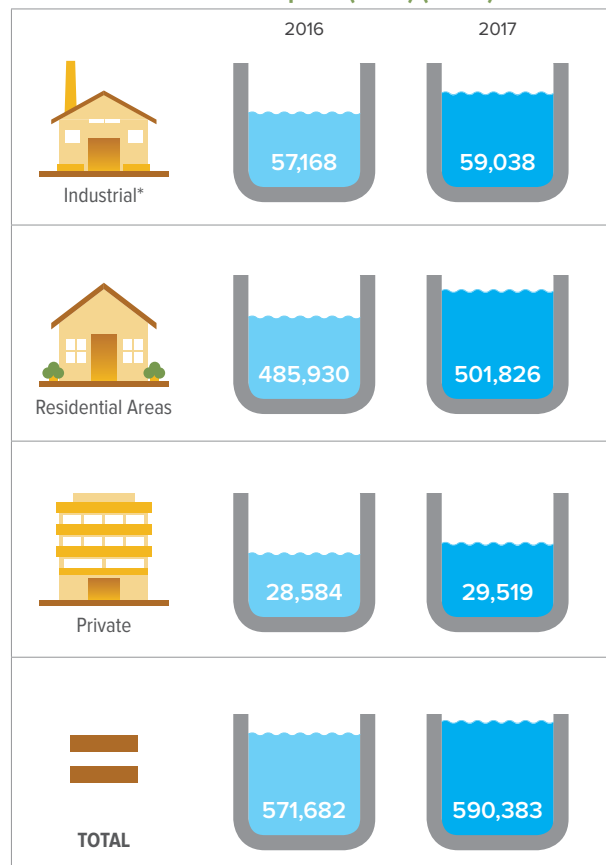 2016 2017
57,168 59,038
Industrial*
485,930 501,826
Residential Areas
28,584 29,519
Private
571,682 590,383
TOTAL